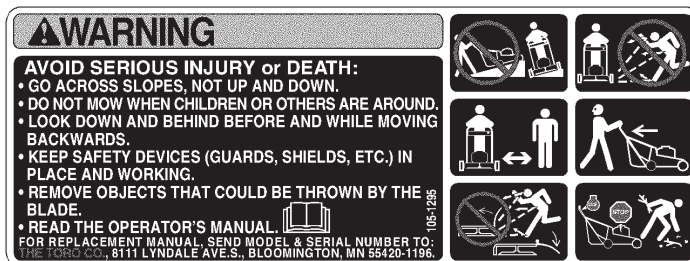 WARNING
AVOID SERIOUS INJURY or DEATH:
• GO ACROSS SLOPES, NOT UP AND DOWN.
• DO NOT MOW WHEN CHILDREN OR OTHERS ARE AROUND.
• LOOK DOWN AND BEHIND BEFORE AND WHILE MOVING
BACKWARDS.
• KEEP SAFETY DEVICES (GUARDS, SHIELDS, ETC.) IN
PLACE AND WORKING.
• REMOVE OBJECTS THAT COULD BE THROWN BY THE
BLADE.
• READ THE OPERATOR'S MANUAL.
FOR REPLACEMENT MANUAL, SEND MODEL & SERIAL NUMBER TO:
THE TORO CO., 8111 LYNDALE AVE.S., BLOOMINGTON, MN 55420-1196.
105-1295
STOP